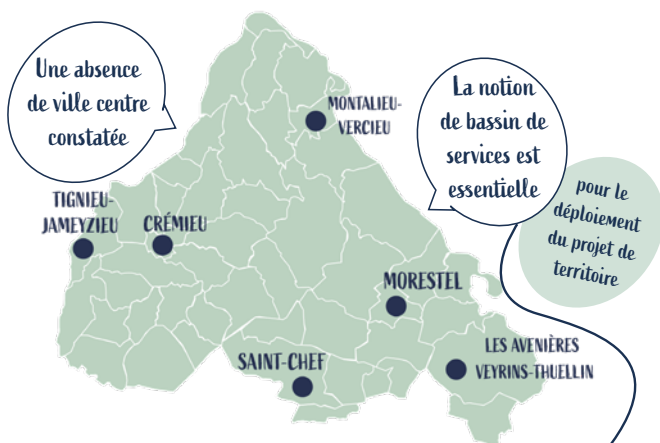 Une absence
de ville centre
constatée
La notion
de bassin de
services est
essentielle
pour le
déploiement
du projet de
territoire
MONTALIEU-
VERCIEU
TIGNIEU-
JAMEYZIEU
CRÉMIEU
MORESTEL
SAINT-CHEF
LES AVENIÈRES
VEYRINS-THUELLIN